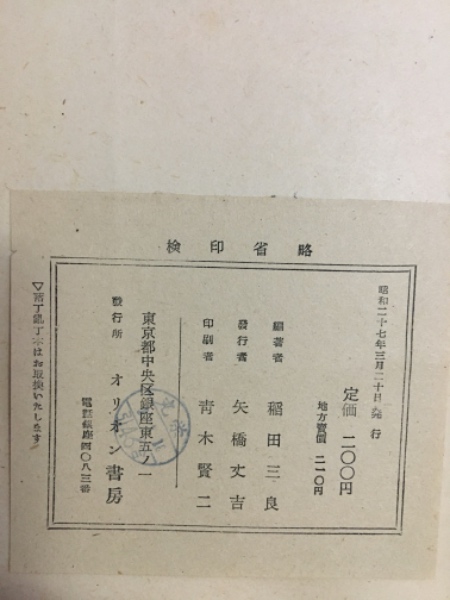 検印省略
昭和二十七年三月二十日 発行
定価 二〇〇円
地方賣價 二一〇円
編著者 稲田三良
發行者 矢橋丈吉
印刷者 青木賢二
東京都中央区銀座東五ノ一
發行所 オリオン書房
電話銀座四〇八三番
▽落丁亂丁本はお取換いたします